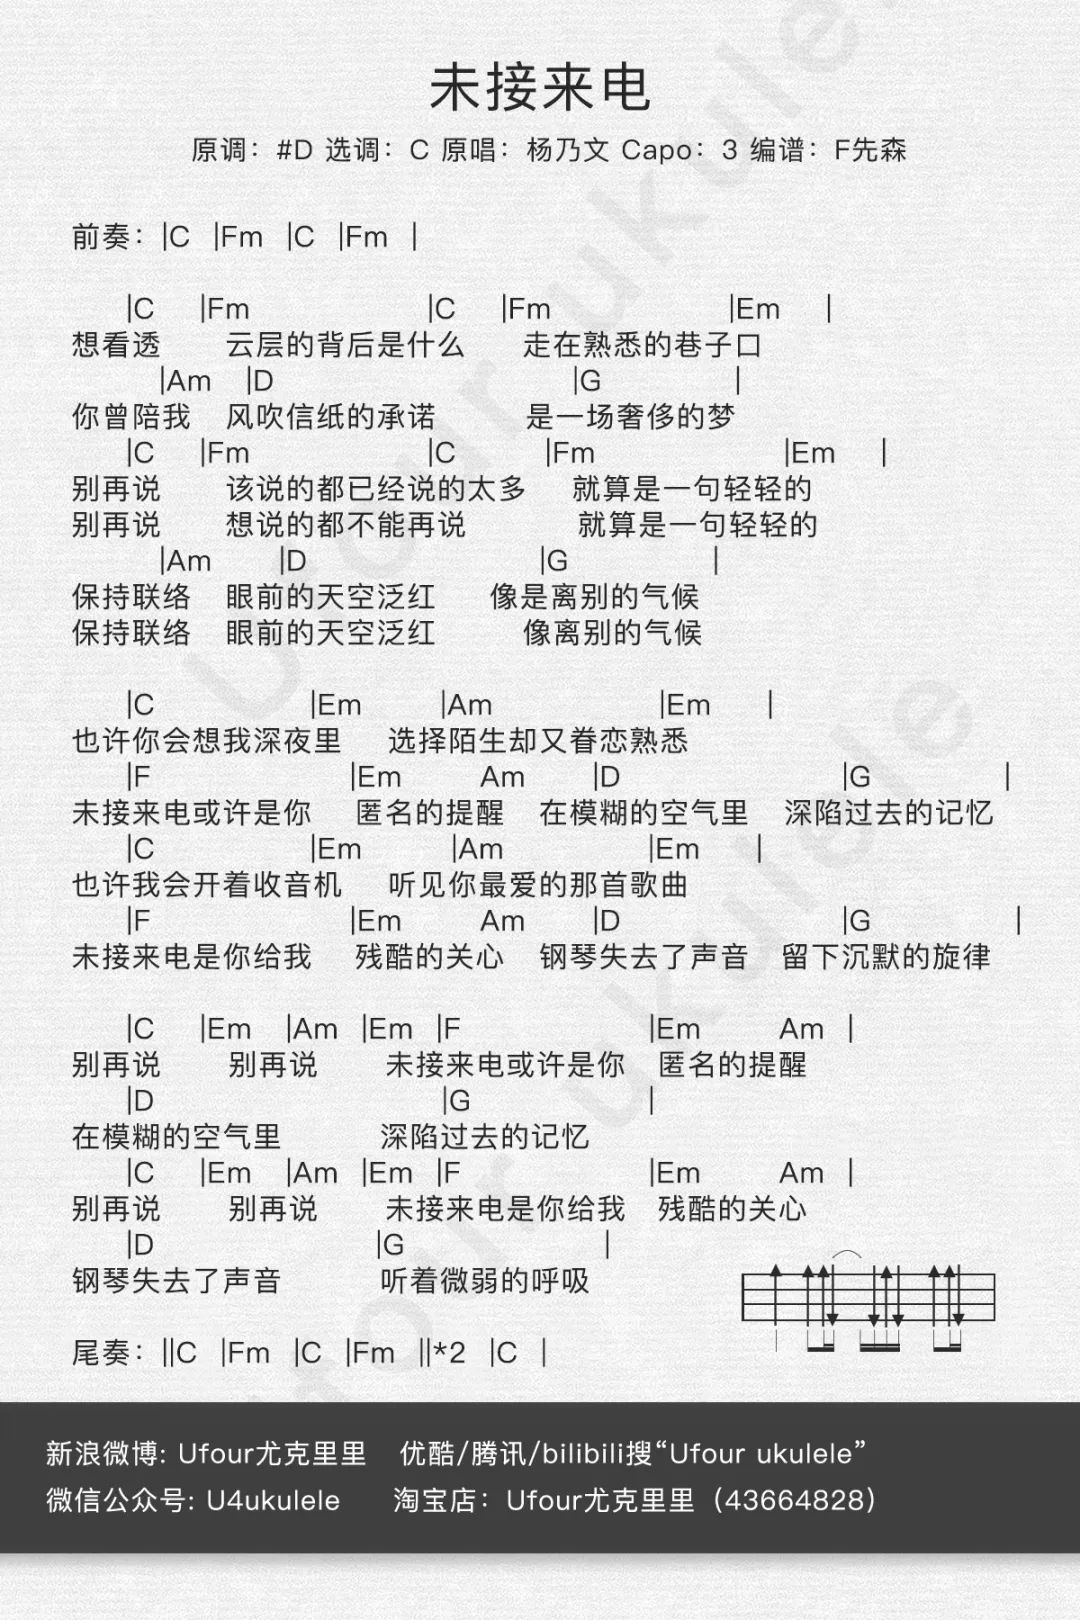 未接来电
原调：#D 选调：C 原唱：杨乃文 Capo：3 编谱：F先森
前奏：|C |Fm |C |Fm |
|C |Fm |C |Fm |Em |
想看透 云层的背后是什么 走在熟悉的巷子口
|Am |D |G |
你曾陪我 风吹信纸的承诺 是一场奢侈的梦
|C |Fm |C |Fm |Em |
别再说 该说的都已经说的太多 就算是一句轻轻的
别再说 想说的都不能再说 就算是一句轻轻的
|Am |D |G |
保持联络 眼前的天空泛红 像是离别的气候
保持联络 眼前的天空泛红 像离别的气候
|C |Em |Am |Em |
也许你会想我深夜里 选择陌生却又眷恋熟悉
|F |Em Am |D |G |
未接来电或许是你 匿名的提醒 在模糊的空气里 深陷过去的记忆
|C |Em |Am |Em |
也许我会开着收音机 听见你最爱的那首歌曲
|F |Em Am |D |G |
未接来电是你给我 残酷的关心 钢琴失去了声音 留下沉默的旋律
|C |Em |Am |Em |F |Em Am |
别再说 别再说 未接来电或许是你 匿名的提醒
|D |G |
在模糊的空气里 深陷过去的记忆
|C |Em |Am |Em |F |Em Am |
别再说 别再说 未接来电是你给我 残酷的关心
|D |G |
钢琴失去了声音 听着微弱的呼吸
尾奏：||C |Fm |C |Fm ||*2 |C |
新浪微博: Ufour尤克里里 优酷/腾讯/bilibili搜“Ufour ukulele”
微信公众号: U4ukulele 淘宝店：Ufour尤克里里（43664828）
Ufour ukulele
Ufour ukulele